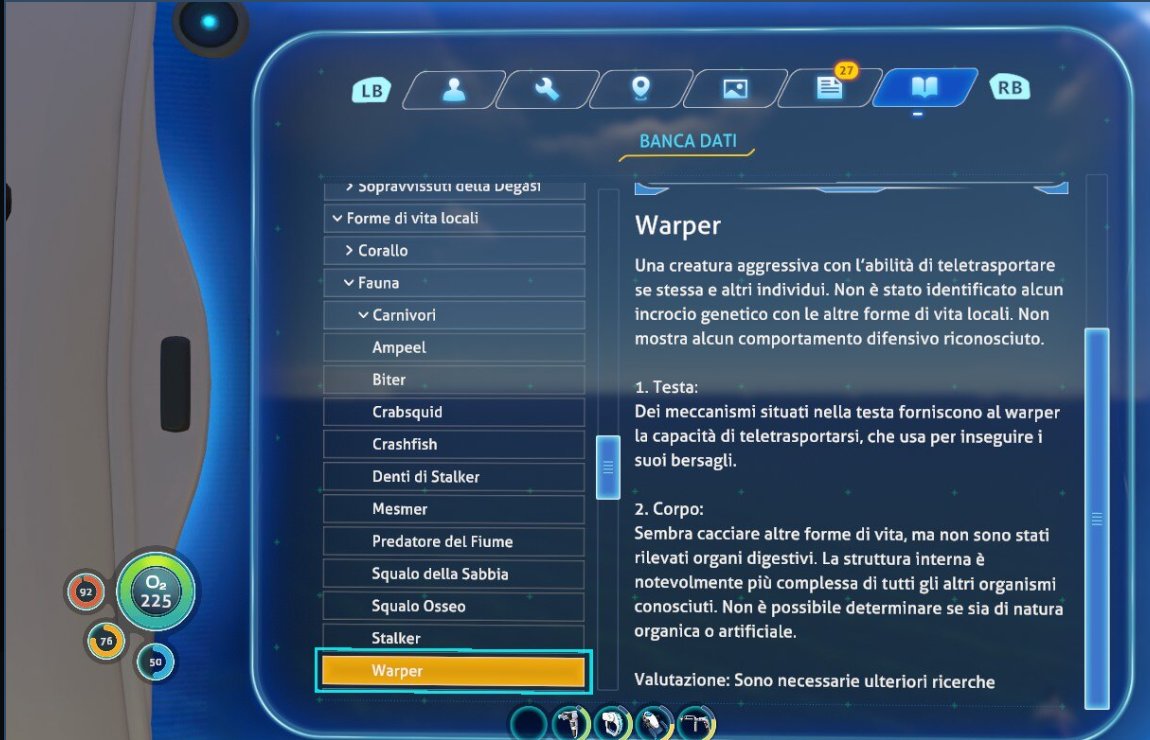 LB
27
RB
BANCA DATI
> Sopravvissuti della Degasi
Forme di vita locali
> Corallo
Fauna
Carnivori
Ampeel
Biter
Crabsquid
Crashfish
Denti di Stalker
Mesmer
Predatore del Fiume
Squalo della Sabbia
Squalo Osseo
Stalker
Warper
Warper
Una creatura aggressiva con l'abilità di teletrasportare
se stessa e altri individui. Non è stato identificato alcun
incrocio genetico con le altre forme di vita locali. Non
mostra alcun comportamento difensivo riconosciuto.
1. Testa:
Dei meccanismi situati nella testa forniscono al warper
la capacità di teletrasportarsi, che usa per inseguire i
suoi bersagli.
2. Corpo:
Sembra cacciare altre forme di vita, ma non sono stati
rilevati organi digestivi. La struttura interna è
notevolmente più complessa di tutti gli altri organismi
conosciuti. Non è possibile determinare se sia di natura
organica o artificiale.
Valutazione: Sono necessarie ulteriori ricerche
O₂
225
92
76
50